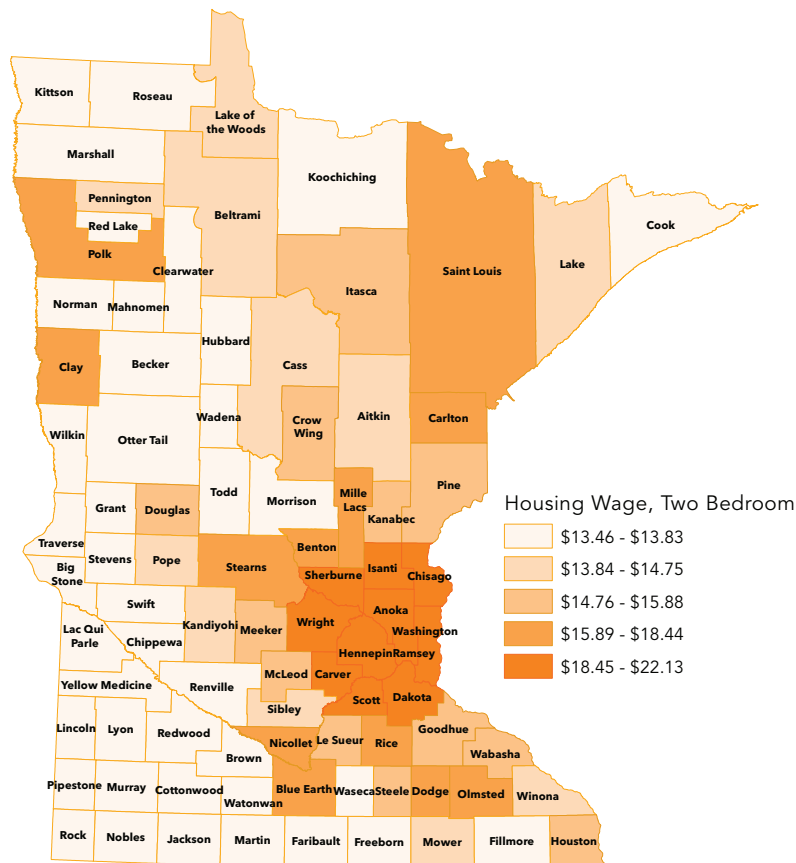 Kittson
Roseau
Lake of
the Woods
Marshall
Koochiching
Pennington
Beltrami
Red Lake
Cook
Polk
Clearwater
Saint Louis
Lake
Itasca
Norman
Mahnomen
Hubbard
Clay
Becker
Cass
Wadena
Crow
Wing
Aitkin
Carlton
Wilkin
Otter Tail
Todd
Morrison
Mille
Lacs
Pine
Grant
Douglas
Kanabec
Traverse
Stevens
Pope
Benton
Big
Stone
Stearns
Sherburne
Isanti
Chisago
Swift
Anoka
Kandiyohi
Meeker
Wright
Washington
Lac Qui
Parle
Chippewa
Hennepin
Ramsey
McLeod
Carver
Yellow Medicine
Renville
Scott
Dakota
Sibley
Lincoln
Lyon
Redwood
Nicollet
Le Sueur
Rice
Goodhue
Wabasha
Brown
Pipestone
Murray
Cottonwood
Watonwan
Blue Earth
Waseca
Steele
Dodge
Olmsted
Winona
Rock
Nobles
Jackson
Martin
Faribault
Freeborn
Mower
Fillmore
Houston
Housing Wage, Two Bedroom
$13.46 - $13.83
$13.84 - $14.75
$14.76 - $15.88
$15.89 - $18.44
$18.45 - $22.13